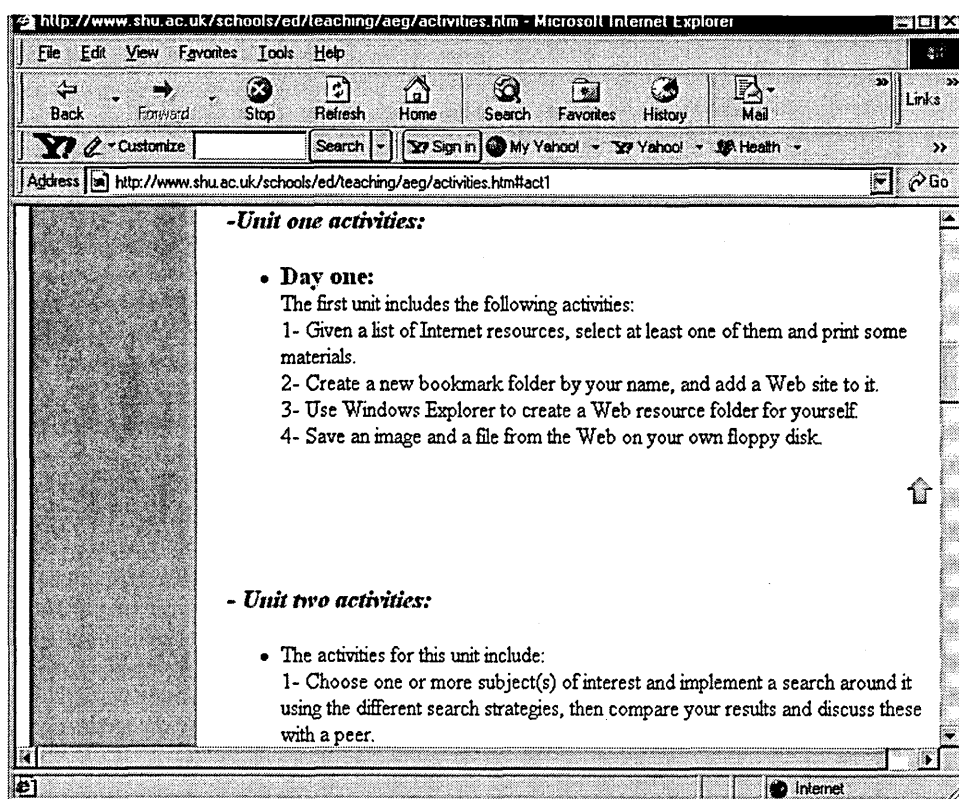 http://www.shu.ac.uk/schools/ed/teaching/aeg/activities.htm - Microsoft Internet Explorer
File Edit View Favorites Tools Help
Back Forward Stop Refresh Home Search Favorites History Mail » Links »
Y! Customize Search Sign in My Yahoo! Yahoo! Health »
Address http://www.shu.ac.uk/schools/ed/teaching/aeg/activities.htm#act1 Go
-Unit one activities:
• Day one:
The first unit includes the following activities:
1- Given a list of Internet resources, select at least one of them and print some
materials.
2- Create a new bookmark folder by your name, and add a Web site to it.
3- Use Windows Explorer to create a Web resource folder for yourself.
4- Save an image and a file from the Web on your own floppy disk.
- Unit two activities:
• The activities for this unit include:
1- Choose one or more subject(s) of interest and implement a search around it
using the different search strategies, then compare your results and discuss these
with a peer.
Internet